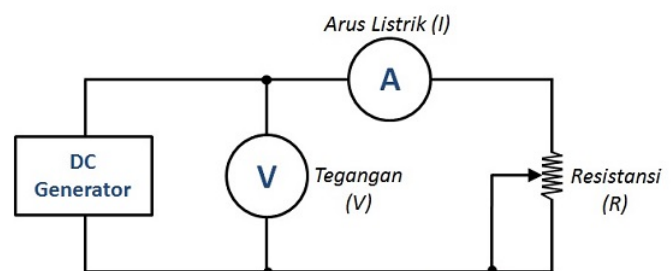 Arus Listrik (I)
A
DC
Generator
V
Tegangan
(V)
Resistansi
(R)